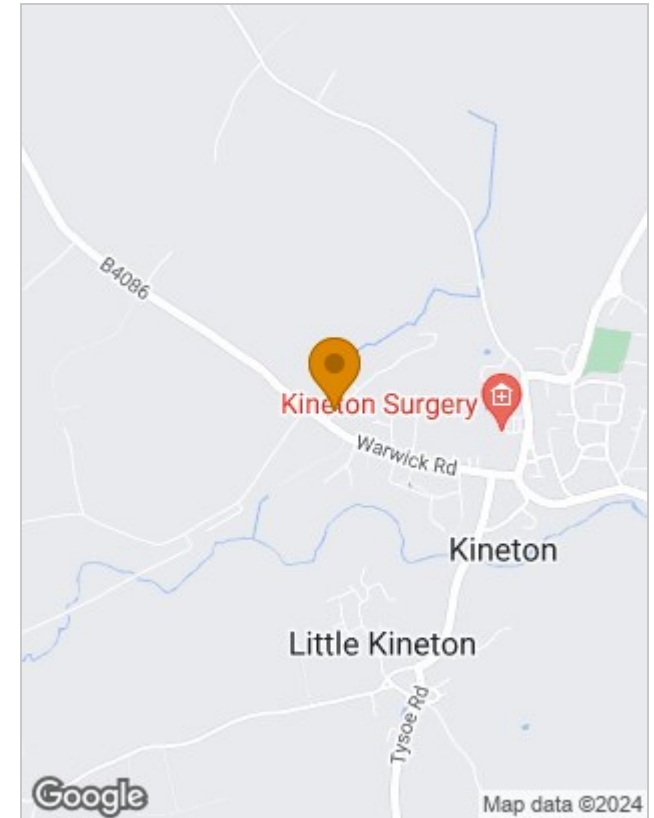 B4086
Kineton Surgery
Warwick Rd
Kineton
Little Kineton
Tysoe Rd
Google
Map data ©2024